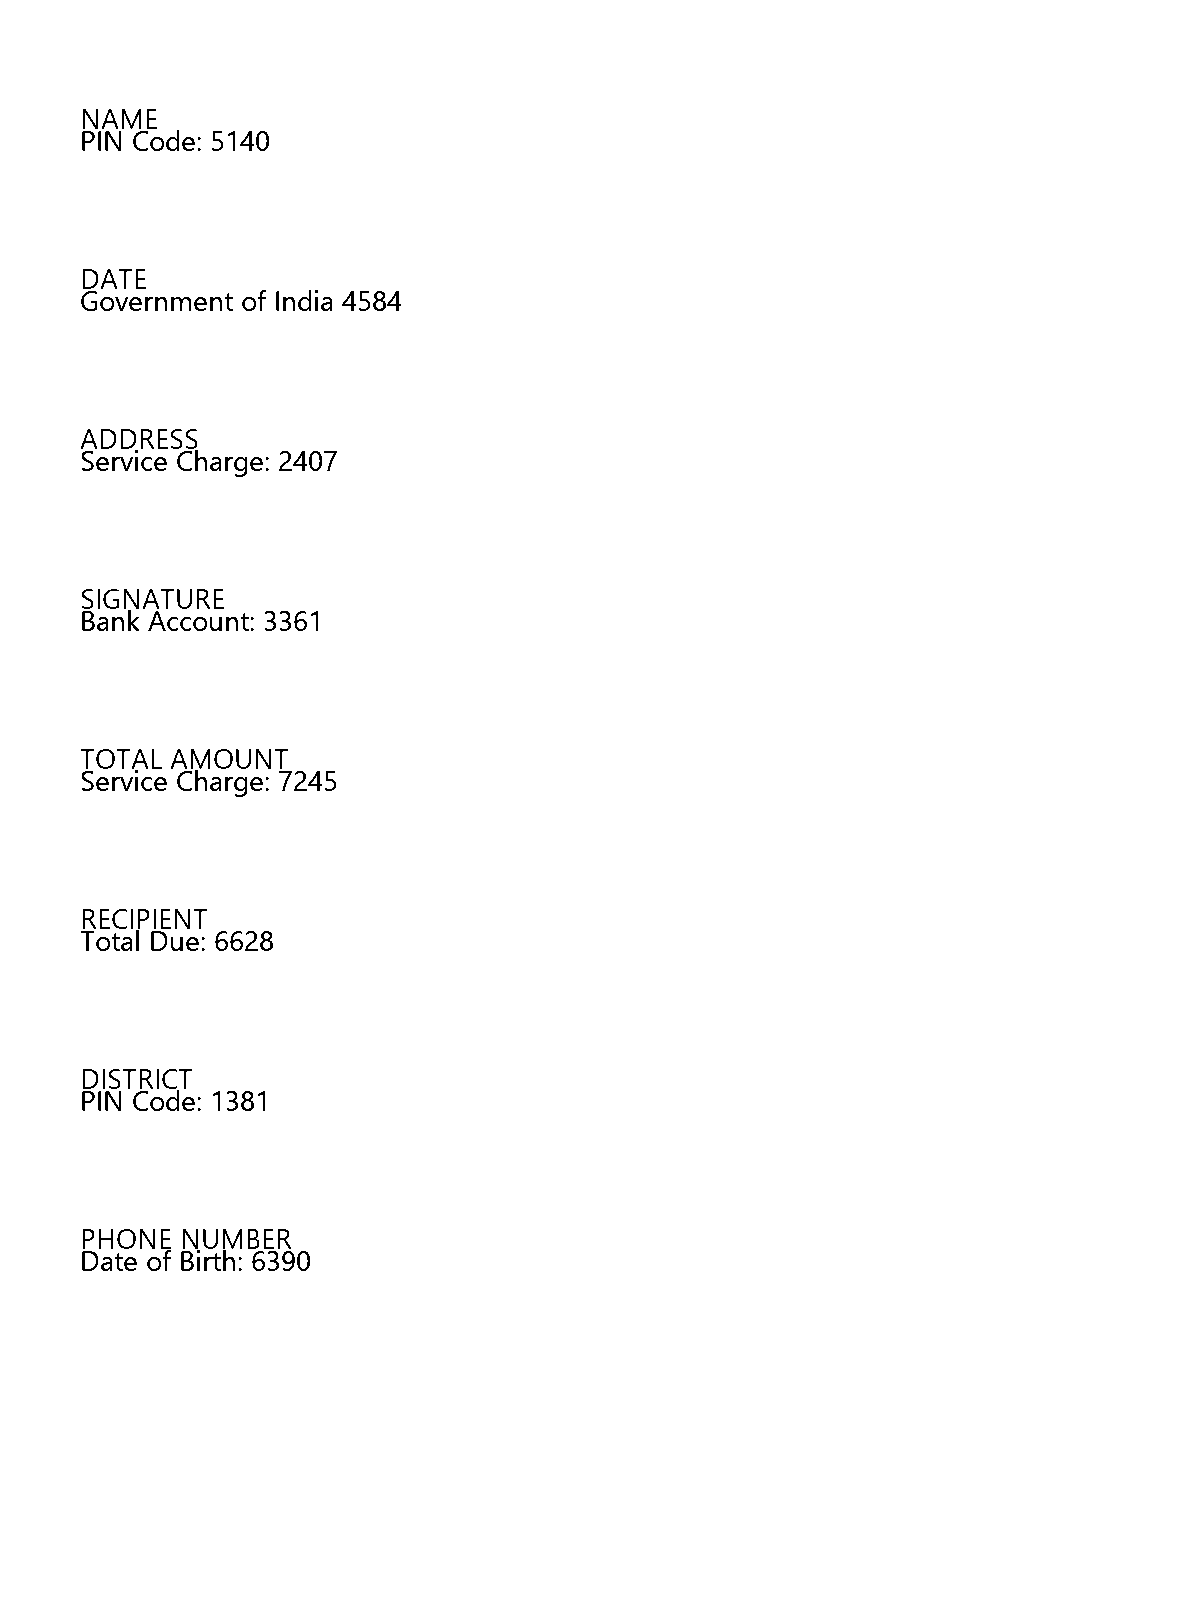 NAME
PIN Code: 5140
DATE
Government of India 4584
ADDRESS
Service Charge: 2407
SIGNATURE
Bank Account: 3361
TOTAL AMOUNT
Service Charge: 7245
RECIPIENT
Total Due: 6628
DISTRICT
PIN Code: 1381
PHONE NUMBER
Date of Birth: 6390